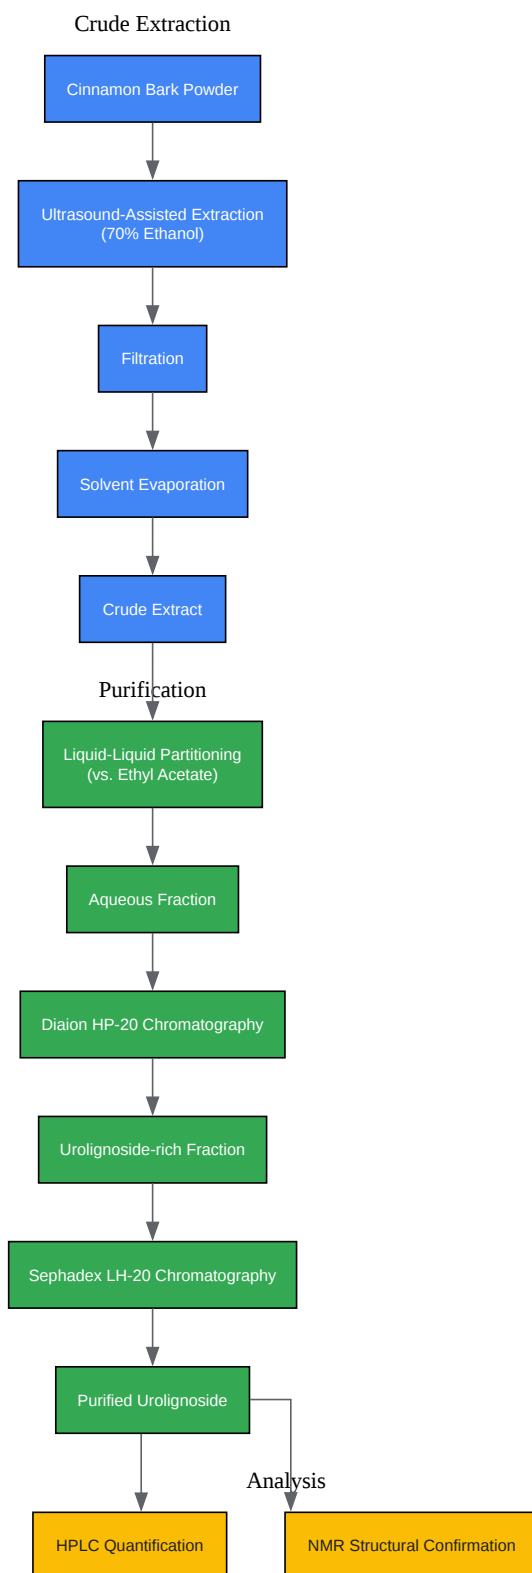 Crude Extraction
Cinnamon Bark Powder
Ultrasound-Assisted Extraction
(70% Ethanol)
Filtration
Solvent Evaporation
Crude Extract
Purification
Liquid-Liquid Partitioning
(vs. Ethyl Acetate)
Aqueous Fraction
Diaion HP-20 Chromatography
Urolignoside-rich Fraction
Sephadex LH-20 Chromatography
Purified Urolignoside
Analysis
HPLC Quantification
NMR Structural Confirmation